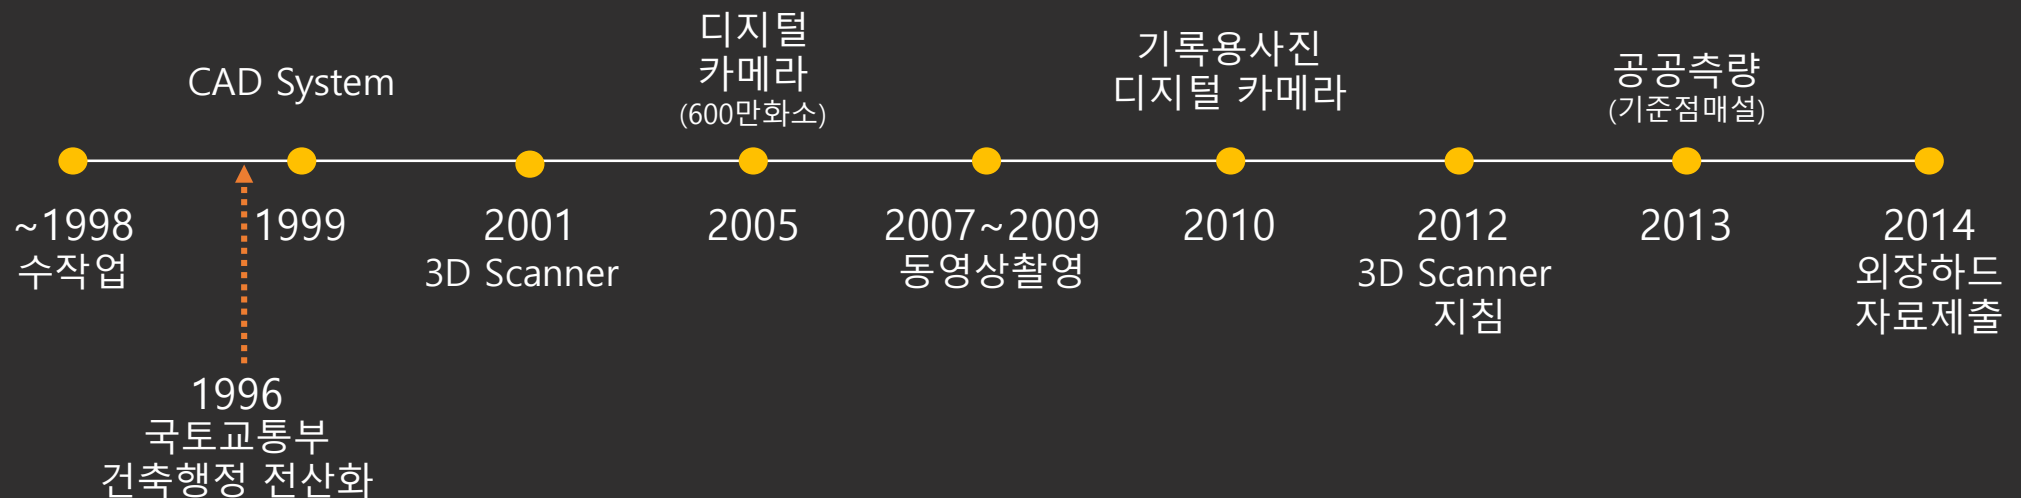 CAD System
디지털
카메라
(600만화소)
기록용사진
디지털 카메라
공공측량
(기준점매설)
~1998
수작업
1999
2001
3D Scanner
2005
2007~2009
동영상촬영
2010
2012
3D Scanner
지침
2013
2014
외장하드
자료제출
1996
국토교통부
건축행정 전산화